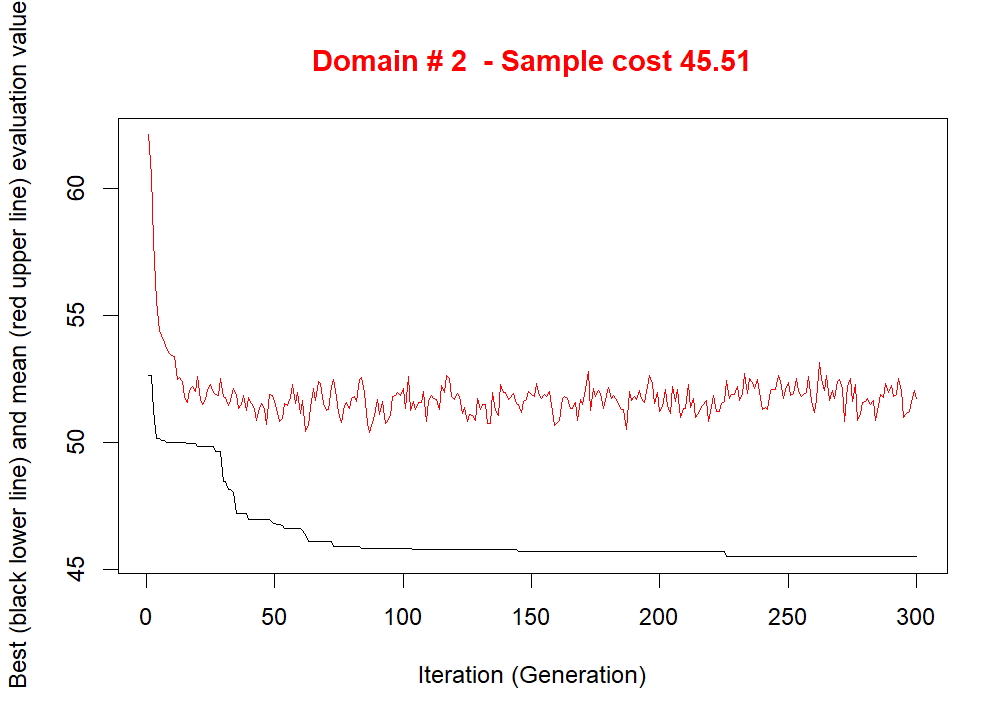 Domain # 2  - Sample cost 45.51
Best (black lower line) and mean (red upper line) evaluation value
60
55
50
45
0 50 100 150 200 250 300
Iteration (Generation)